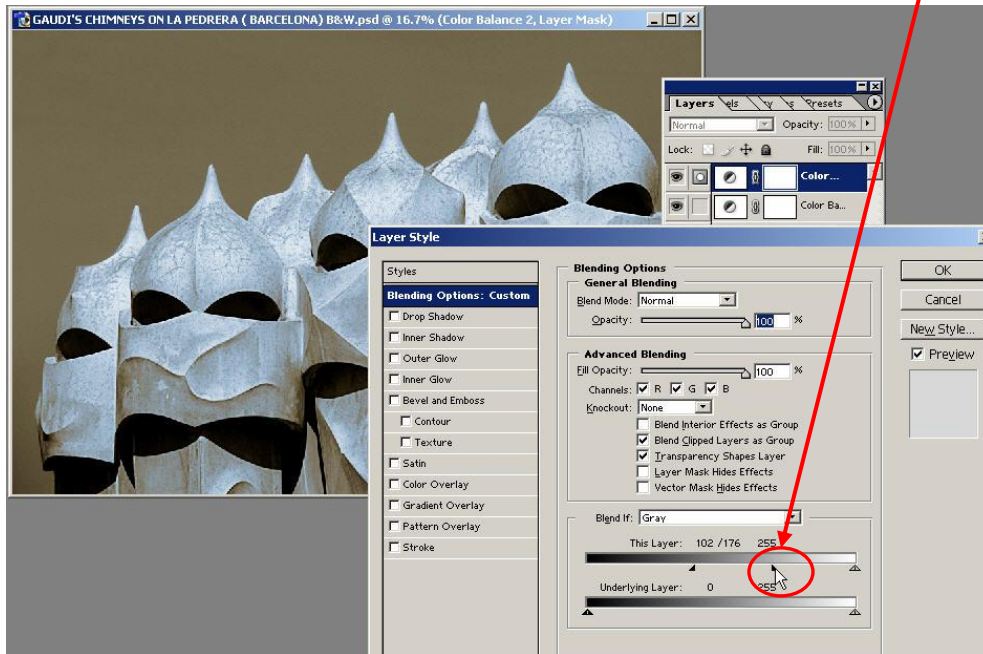 GAUDI'S CHIMNEYS ON LA PEDRERA ( BARCELONA) B&W.psd @ 16.7% (Color Balance 2, Layer Mask)
Layers els s Presets
Normal Opacity: 100%
Lock: Fill: 100%
Color...
Color Ba...
Layer Style
Styles
Blending Options: Custom
Drop Shadow
Inner Shadow
Outer Glow
Inner Glow
Bevel and Emboss
Contour
Texture
Satin
Color Overlay
Gradient Overlay
Pattern Overlay
Stroke
Blending Options
General Blending
Blend Mode: Normal
Opacity: 100 %
Advanced Blending
Fill Opacity: 100 %
Channels: R G B
Knockout: None
Blend Interior Effects as Group
Blend Clipped Layers as Group
Transparency Shapes Layer
Layer Mask Hides Effects
Vector Mask Hides Effects
Blend If: Gray
This Layer: 102 /176 255
Underlying Layer: 0 255
OK
Cancel
New Style...
Preview